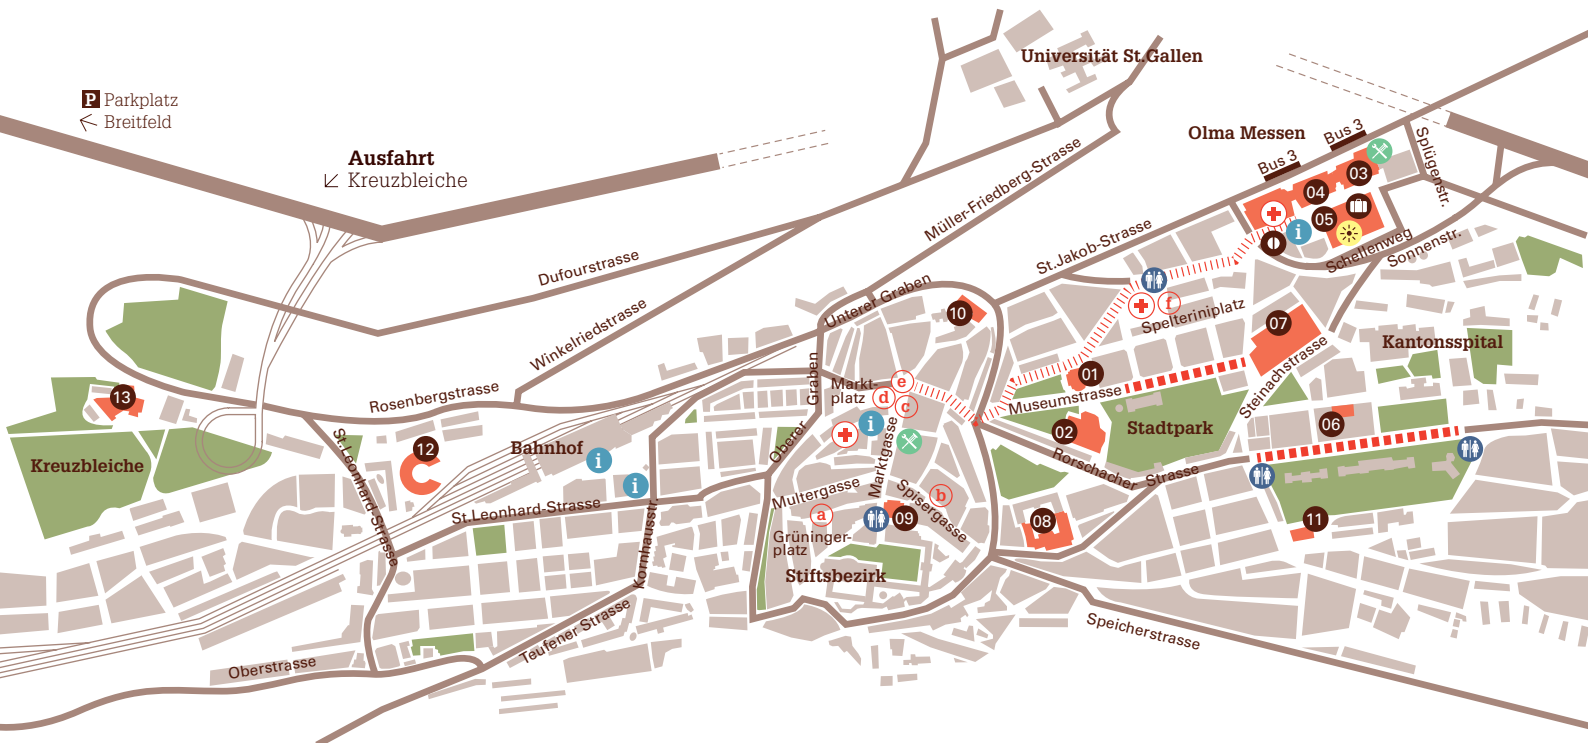 Universität St.Gallen
P Parkplatz
Breitfeld
Ausfahrt
Kreuzbleiche
Olma Messen
Bus 3
Bus 3
Splügenstr.
03
04
05
i
Schellenweg
Sonnenstr.
Müller-Friedberg-Strasse
St.Jakob-Strasse
Dufourstrasse
Winkelriedstrasse
Unterer Graben
10
f
Spelteriniplatz
07
Kantonsspital
Steinachstrasse
Graben
Oberer
Markt-
platz
e
d
c
i
01
Museumstrasse
02
Stadtpark
06
Rorschacher Strasse
13
Rosenbergstrasse
Kreuzbleiche
12
St.Leonhard-Strasse
Bahnhof
i
i
St.Leonhard-Strasse
Kornhausstr.
Multergasse
Marktgasse
Spisergasse
b
a
09
08
11
Grüninger-
platz
Stiftsbezirk
Teufener Strasse
Oberstrasse
Speicherstrasse